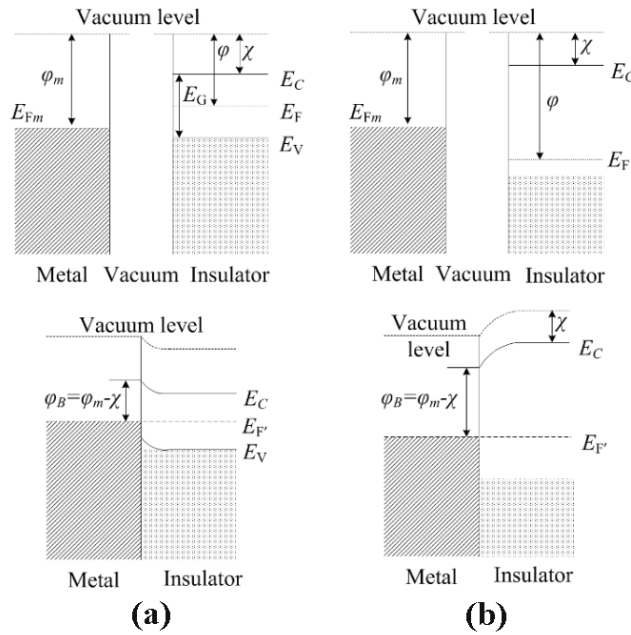 Vacuum level
φm
φ
χ
EG
EC
EFm
EF
EV
Metal Vacuum Insulator
Vacuum level
φm
χ
EC
φ
EFm
EF
Metal Vacuum Insulator
Vacuum level
φB=φm-χ
EC
EF'
EV
Metal Insulator
(a)
Vacuum
level
χ
EC
φB=φm-χ
EF'
Metal Insulator
(b)